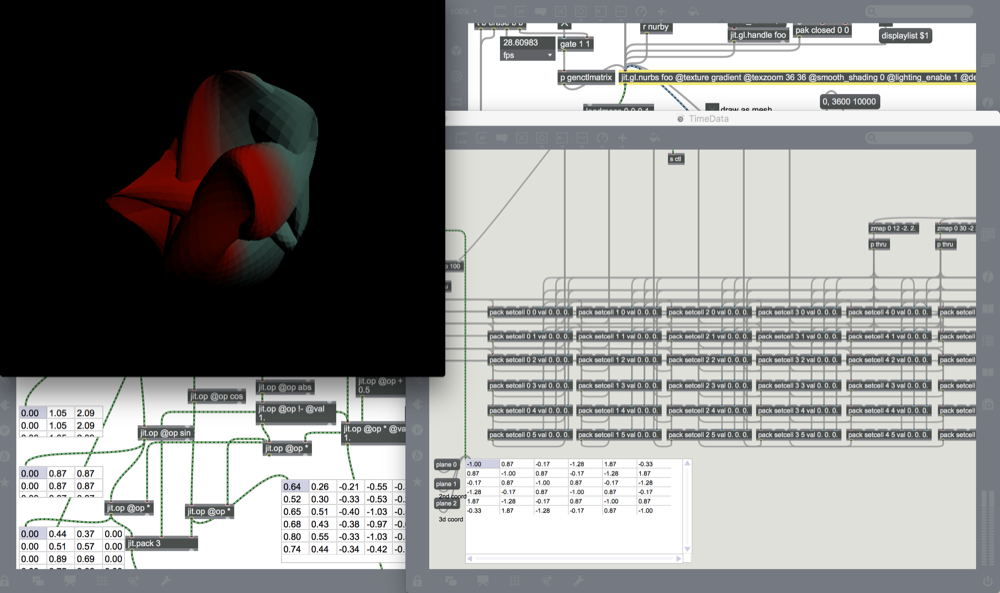 100%
28.60983
fps
gate 1 1
r nurby
jit.gl.handle foo
pak closed 0 0
displaylist $1
p genctlmatrix
jit.gl.nurbs foo @texture gradient @texzoom 36 36 @smooth_shading 0 @lighting_enable 1 @de
0, 3600 10000
draw as mesh
TimeData
s ctl
zmap 0 12 -2. 2.
zmap 0 30 -2
p thru
p thru
100
pack setcell 0 0 val 0. 0. 0.
pack setcell 1 0 val 0. 0. 0.
pack setcell 2 0 val 0. 0. 0.
pack setcell 3 0 val 0. 0. 0.
pack setcell 4 0 val 0. 0. 0.
pack setcell
pack setcell 0 1 val 0. 0. 0.
pack setcell 1 1 val 0. 0. 0.
pack setcell 2 1 val 0. 0. 0.
pack setcell 3 1 val 0. 0. 0.
pack setcell 4 1 val 0. 0. 0.
pack setcell
pack setcell 0 2 val 0. 0. 0.
pack setcell 1 2 val 0. 0. 0.
pack setcell 2 2 val 0. 0. 0.
pack setcell 3 2 val 0. 0. 0.
pack setcell 4 2 val 0. 0. 0.
pack setcell
pack setcell 0 3 val 0. 0. 0.
pack setcell 1 3 val 0. 0. 0.
pack setcell 2 3 val 0. 0. 0.
pack setcell 3 3 val 0. 0. 0.
pack setcell 4 3 val 0. 0. 0.
pack setcell
pack setcell 0 4 val 0. 0. 0.
pack setcell 1 4 val 0. 0. 0.
pack setcell 2 4 val 0. 0. 0.
pack setcell 3 4 val 0. 0. 0.
pack setcell 4 4 val 0. 0. 0.
pack setcell
pack setcell 0 5 val 0. 0. 0.
pack setcell 1 5 val 0. 0. 0.
pack setcell 2 5 val 0. 0. 0.
pack setcell 3 5 val 0. 0. 0.
pack setcell 4 5 val 0. 0. 0.
pack setcell
jit.op @op abs
jit.op @op +
0.5
jit.op @op cos
jit.op @op !- @val
1.
jit.op @op sin
jit.op @op * @va
1.
jit.op @op *
0.00 1.05 2.09
0.00 1.05 2.09
0.00 0.87 0.87
0.00 0.87 0.87
jit.op @op *
jit.op @op *
jit.pack 3
0.00 0.44 0.37 0.00
0.00 0.51 0.57 0.00
0.00 0.89 0.69 0.00
0.64 0.26 -0.21 -0.55
0.52 0.30 -0.33 -0.53
0.65 0.51 -0.40 -1.03
0.68 0.43 -0.38 -0.97
0.80 0.55 -0.33 -1.03
0.74 0.44 -0.34 -0.42
plane 0
plane 1
2nd coord
plane 2
3d coord
-1.00 0.87 -0.17 -1.28 1.87 -0.33
0.87 -1.00 0.87 -0.17 -1.28 1.87
-0.17 0.87 -1.00 0.87 -0.17 -1.28
-1.28 -0.17 0.87 -1.00 0.87 -0.17
1.87 -1.28 -0.17 0.87 -1.00 0.87
-0.33 1.87 -1.28 -0.17 0.87 -1.00